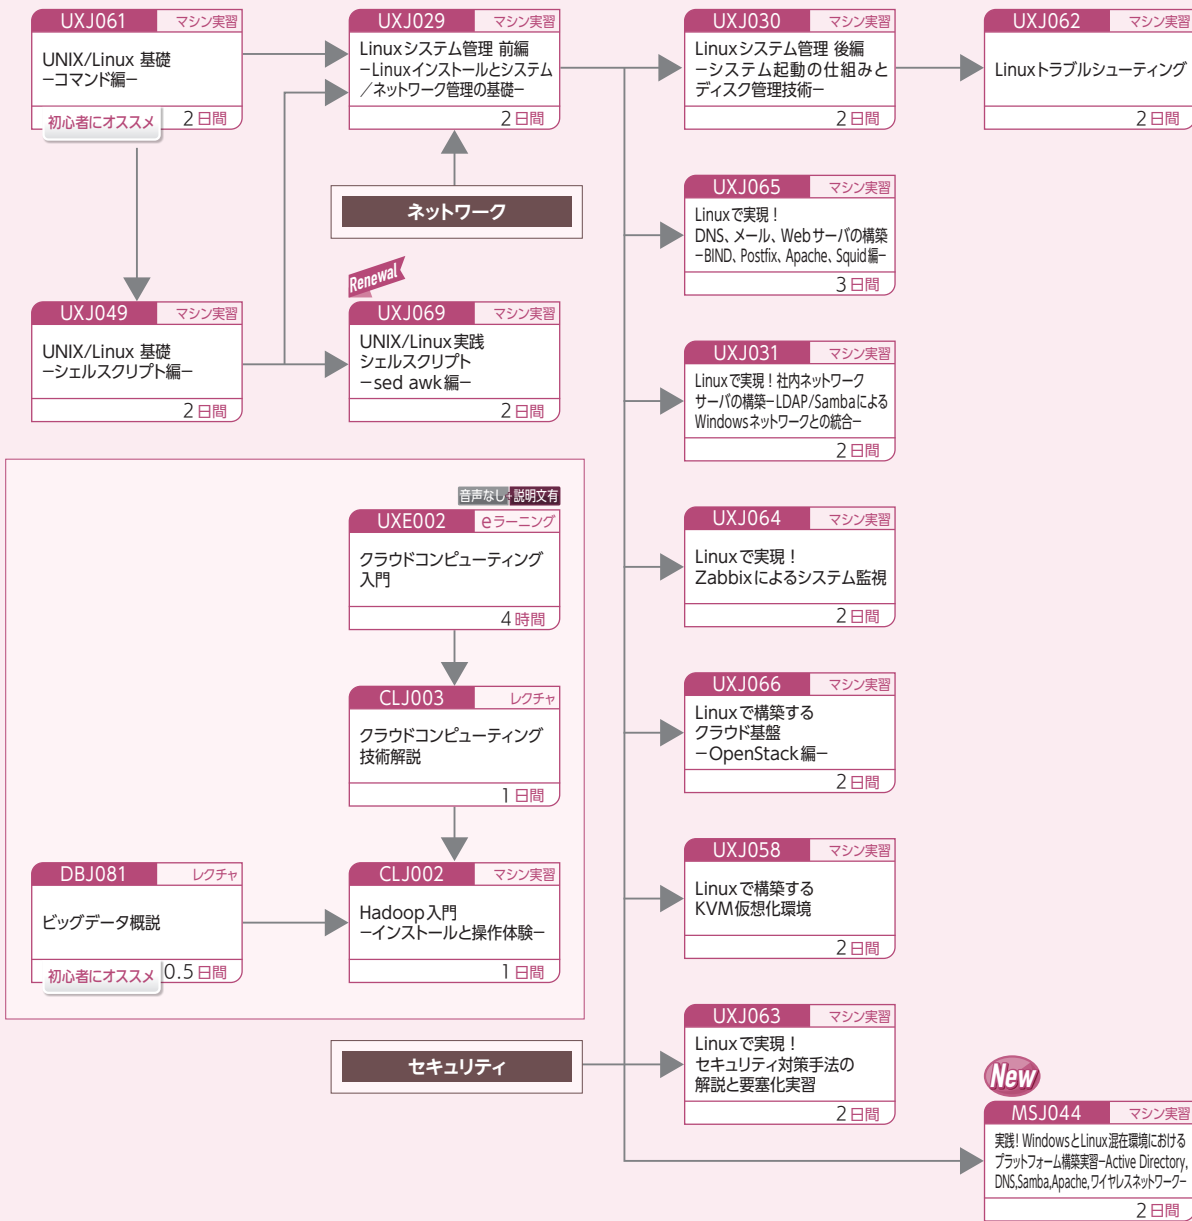 UXJ061 マシン実習
UNIX/Linux 基礎
−コマンド編−
初心者にオススメ 2日間
UXJ029 マシン実習
Linuxシステム管理 前編
−Linuxインストールとシステム
／ネットワーク管理の基礎−
2日間
UXJ030 マシン実習
Linuxシステム管理 後編
−システム起動の仕組みと
ディスク管理技術−
2日間
UXJ062 マシン実習
Linuxトラブルシューティング
2日間
ネットワーク
UXJ065 マシン実習
Linuxで実現！
DNS、メール、Webサーバの構築
−BIND、Postfix、Apache、Squid編−
3日間
UXJ049 マシン実習
UNIX/Linux 基礎
−シェルスクリプト編−
2日間
Renewal
UXJ069 マシン実習
UNIX/Linux実践
シェルスクリプト
−sed awk編−
2日間
UXJ031 マシン実習
Linuxで実現！社内ネットワーク
サーバの構築−LDAP/Sambaによる
Windowsネットワークとの統合−
2日間
音声なし+説明文有
UXE002 eラーニング
クラウドコンピューティング
入門
4時間
UXJ064 マシン実習
Linuxで実現！
Zabbixによるシステム監視
2日間
CLJ003 レクチャ
クラウドコンピューティング
技術解説
1日間
UXJ066 マシン実習
Linuxで構築する
クラウド基盤
−OpenStack編−
2日間
DBJ081 レクチャ
ビッグデータ概説
初心者にオススメ 0.5日間
CLJ002 マシン実習
Hadoop入門
−インストールと操作体験−
1日間
UXJ058 マシン実習
Linuxで構築する
KVM仮想化環境
2日間
セキュリティ
UXJ063 マシン実習
Linuxで実現！
セキュリティ対策手法の
解説と要塞化実習
2日間
New
MSJ044 マシン実習
実践！WindowsとLinux混在環境における
プラットフォーム構築実習−Active Directory,
DNS,Samba,Apache,ワイヤレスネットワーク−
2日間